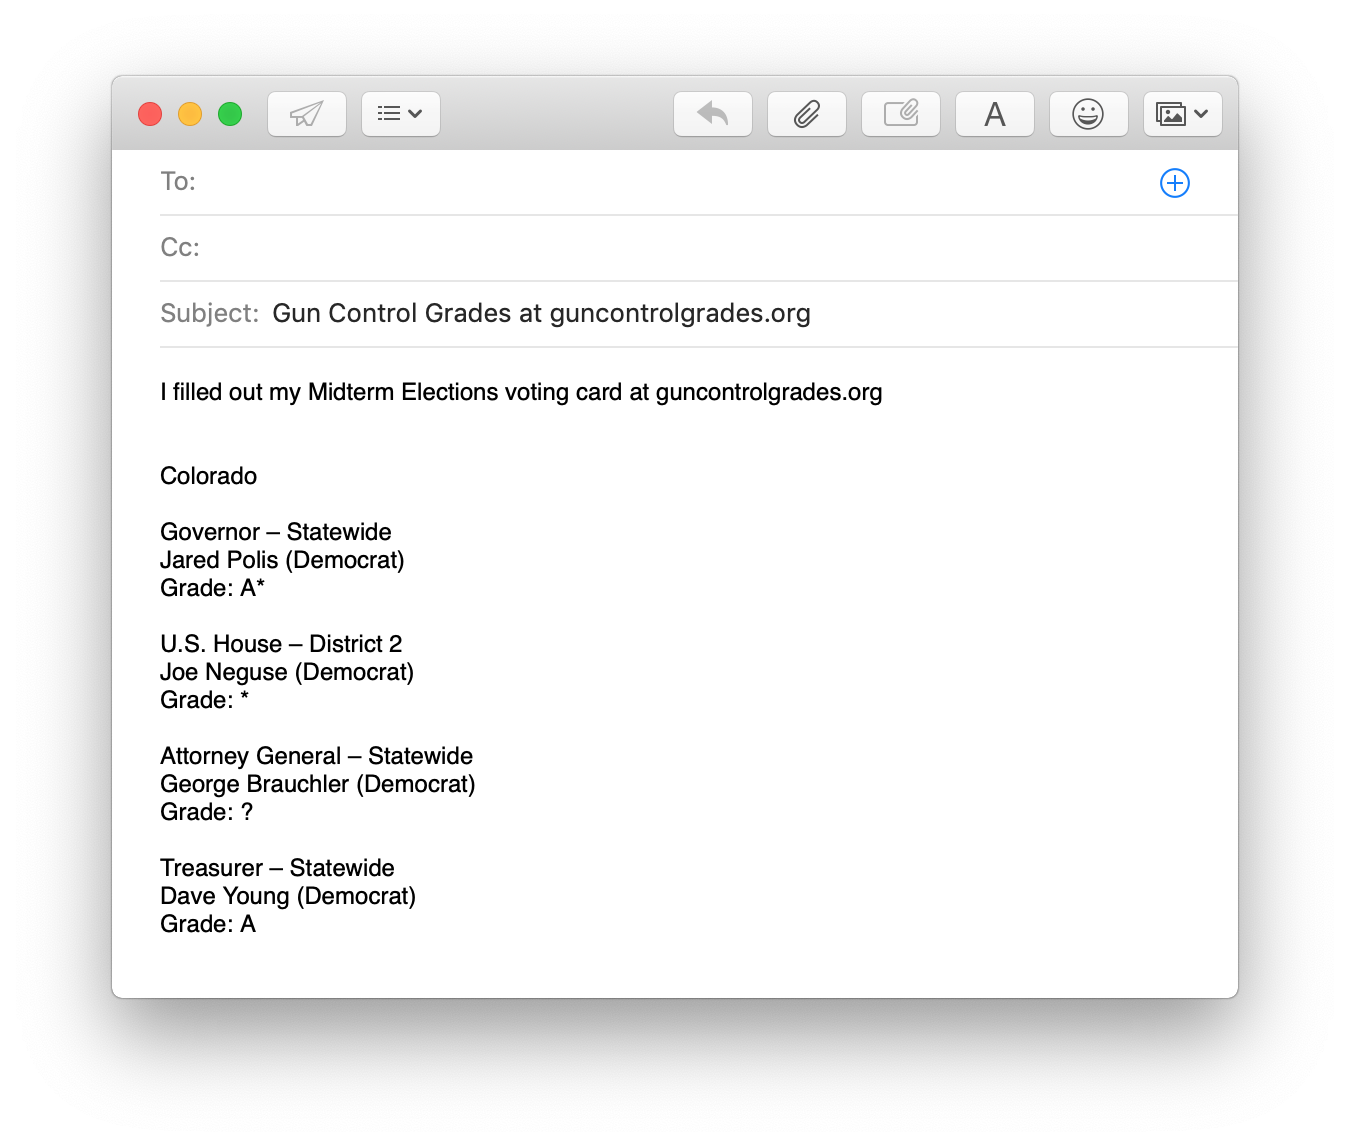 To:
Cc:
Subject: Gun Control Grades at guncontrolgrades.org
I filled out my Midterm Elections voting card at guncontrolgrades.org
Colorado
Governor – Statewide
Jared Polis (Democrat)
Grade: A*
U.S. House – District 2
Joe Neguse (Democrat)
Grade: *
Attorney General – Statewide
George Brauchler (Democrat)
Grade: ?
Treasurer – Statewide
Dave Young (Democrat)
Grade: A